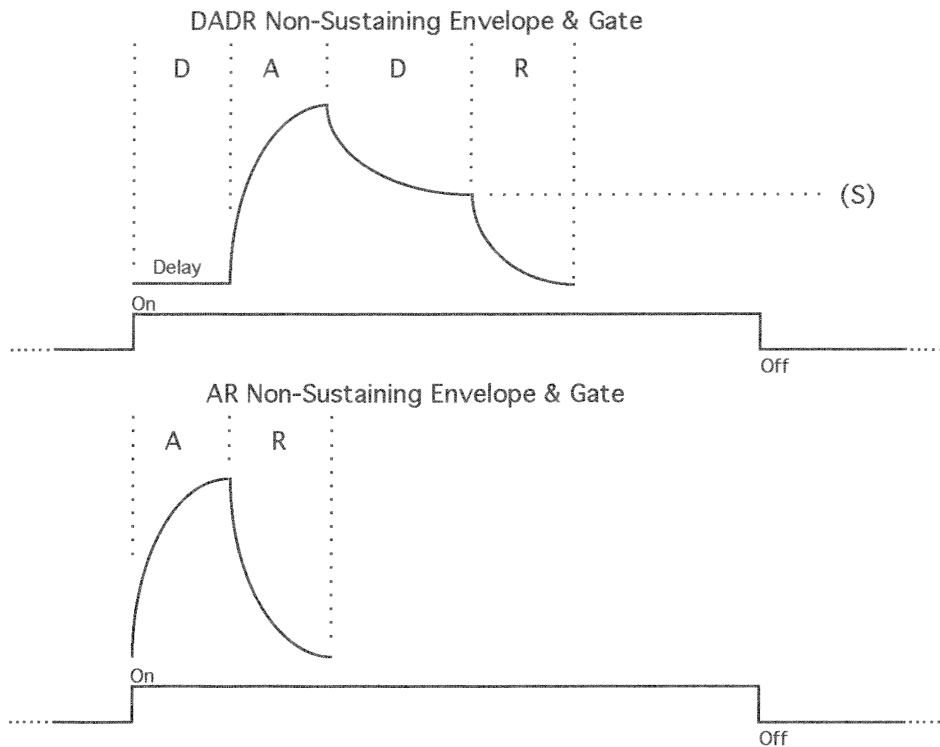 DADR Non-Sustaining Envelope & Gate
D A D R
(S)
Delay
On
Off
AR Non-Sustaining Envelope & Gate
A R
On
Off